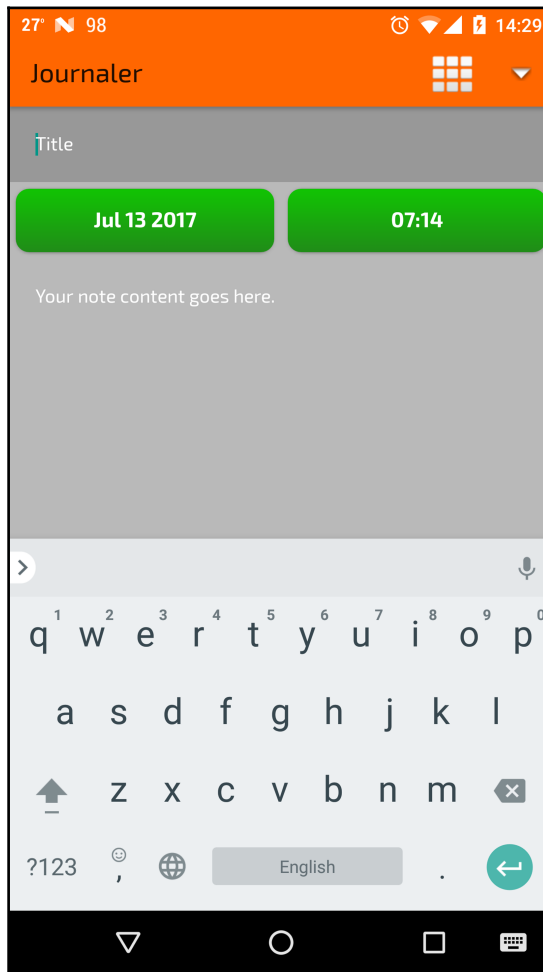 27° N 98 14:29
Journaler
Title
Jul 13 2017 07:14
Your note content goes here.
1 2 3 4 5 6 7 8 9 0
q w e r t y u i o p
a s d f g h j k l
z x c v b n m
?123 , English .